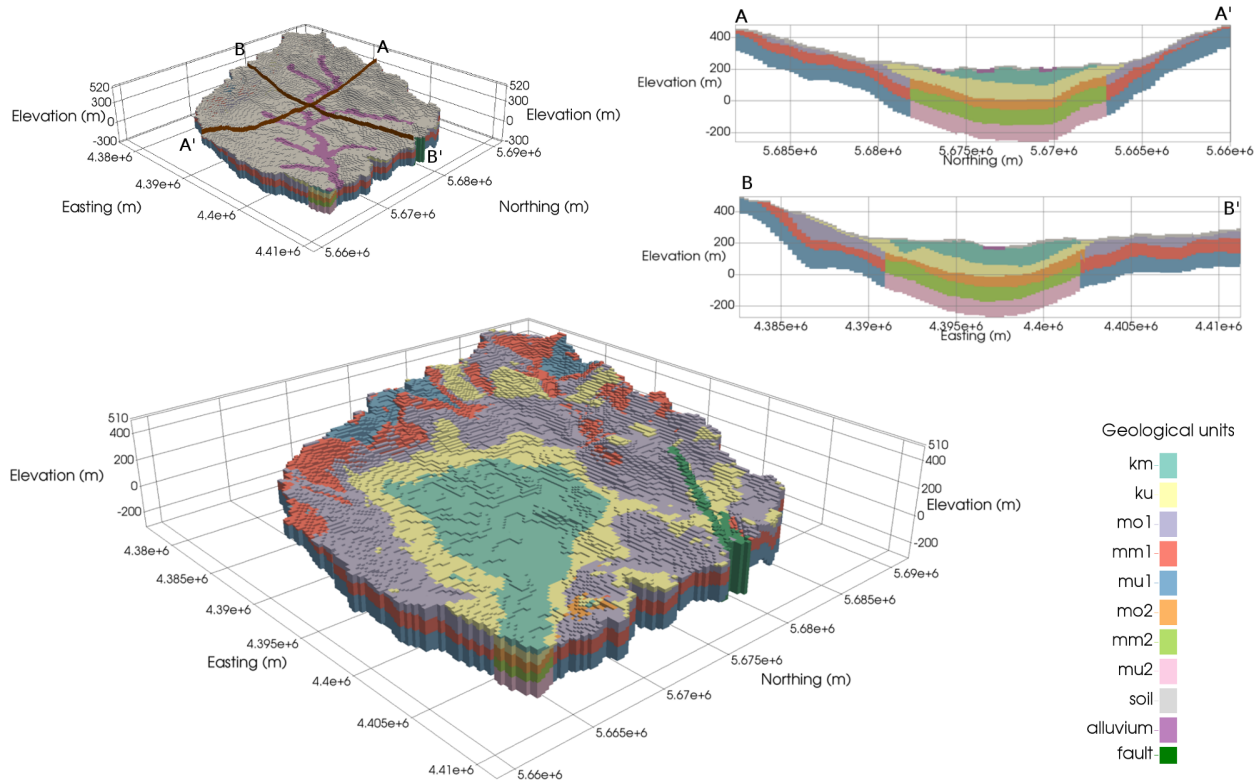 B
A
A'
B'
520
300
0
-300
Elevation (m)
520
300
0
-300
Elevation (m)
4.38e+6
4.39e+6
4.4e+6
4.41e+6
Easting (m)
5.69e+6
5.68e+6
5.67e+6
5.66e+6
Northing (m)
A
A'
400
200
0
-200
Elevation (m)
5.685e+6
5.68e+6
5.675e+6
5.67e+6
5.665e+6
5.66e+6
Northing (m)
B
B'
400
200
0
-200
Elevation (m)
4.385e+6
4.39e+6
4.395e+6
4.4e+6
4.405e+6
4.41e+6
Easting (m)
510
400
200
0
-200
Elevation (m)
510
400
200
0
-200
Elevation (m)
4.38e+6
4.385e+6
4.39e+6
4.395e+6
4.4e+6
4.405e+6
4.41e+6
Easting (m)
5.69e+6
5.685e+6
5.68e+6
5.675e+6
5.67e+6
5.665e+6
5.66e+6
Northing (m)
Geological units
km
ku
mo1
mm1
mu1
mo2
mm2
mu2
soil
alluvium
fault